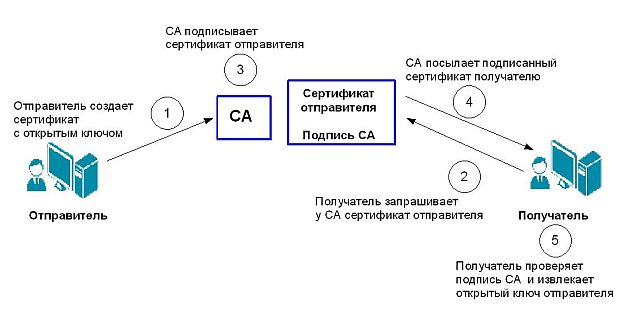 СА подписывает
сертификат отправителя
3
СА посылает подписанный
сертификат получателю
4
Отправитель создает
сертификат
с открытым ключом
1
СА
Сертификат
отправителя
Подпись СА
Отправитель
2
Получатель запрашивает
у СА сертификат отправителя
Получатель
5
Получатель проверяет
подпись СА и извлекает
открытый ключ отправителя